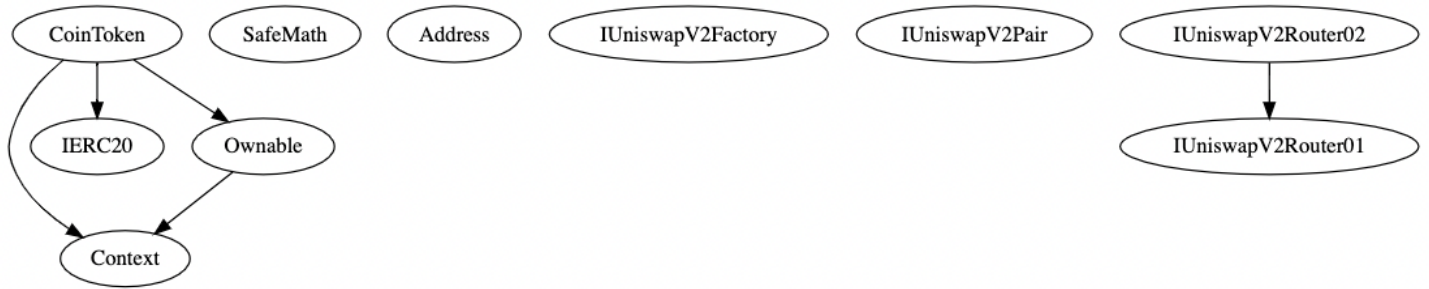 CoinToken
SafeMath
Address
IUniswapV2Factory
IUniswapV2Pair
IUniswapV2Router02
IERC20
Ownable
IUniswapV2Router01
Context